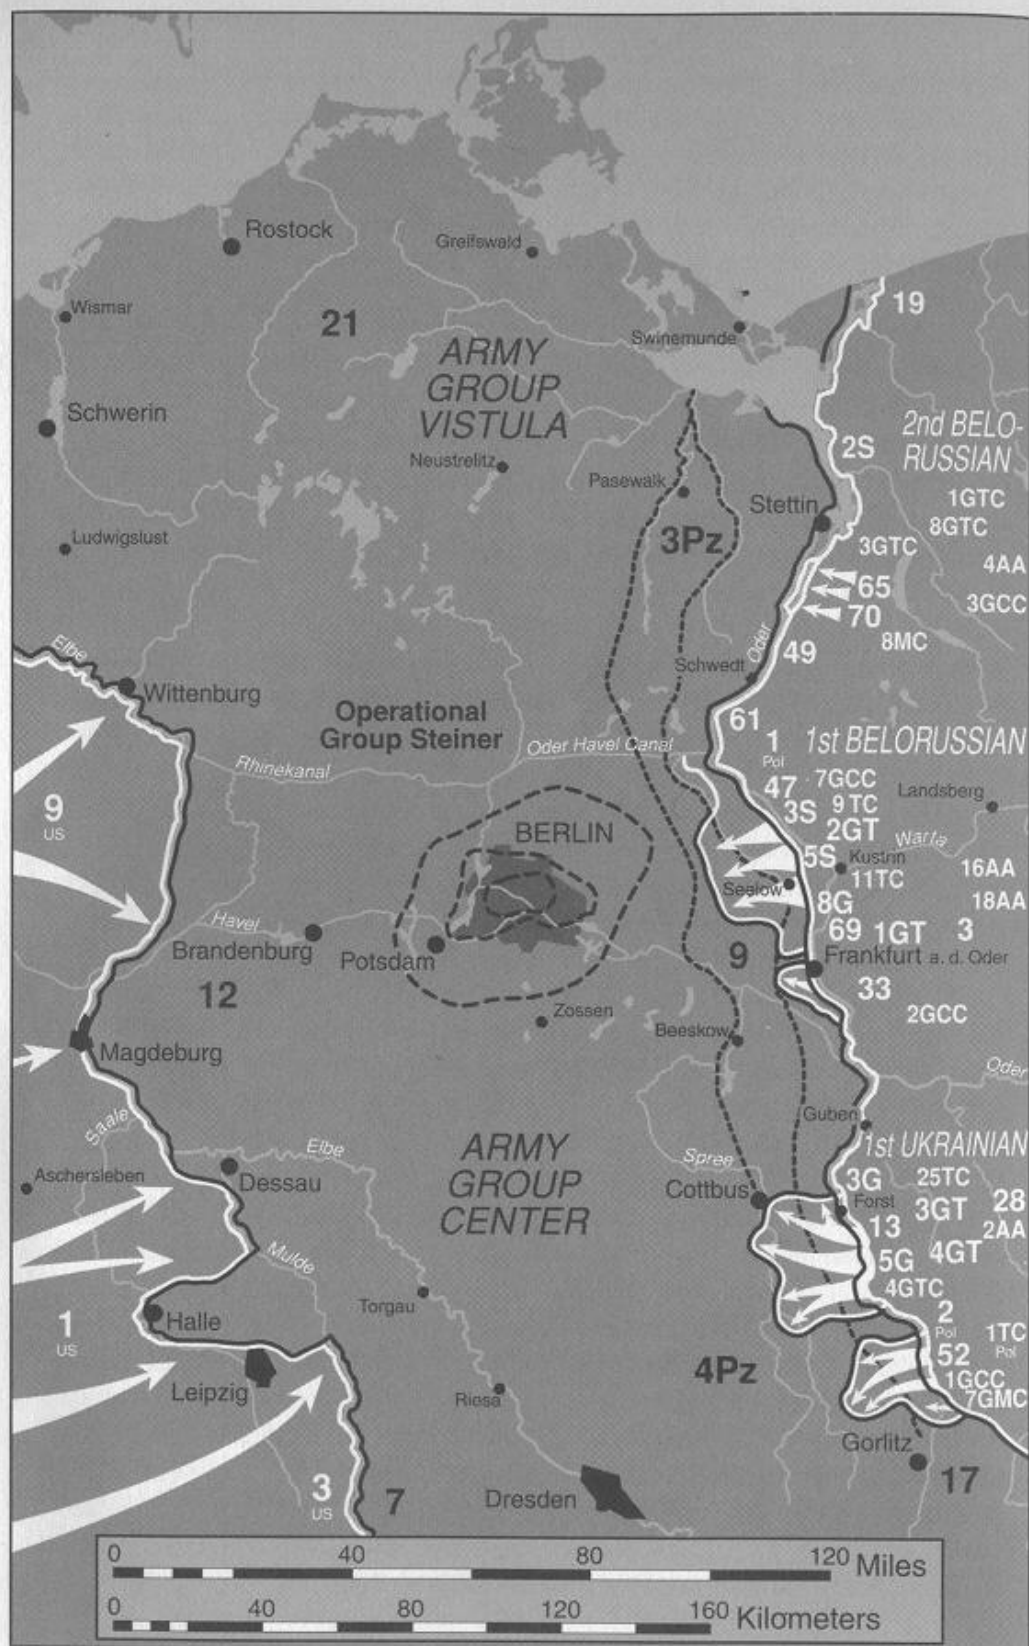 Rostock
Greifswald
19
Wismar
21
Swinemunde
ARMY
GROUP
VISTULA
Schwerin
2nd BELO-
RUSSIAN
2S
Neustrelitz
Pasewalk
1GTC
Stettin
8GTC
Ludwigslust
3Pz
3GTC
4AA
65
3GCC
70
8MC
Elbe
Oder
49
Schwedt
Wittenburg
Operational
Group Steiner
61
1
Pol
1st BELORUSSIAN
Oder Havel Canal
Rhinekanal
47
7GCC
Landsberg
9
US
3S
9TC
BERLIN
2GT
Warta
5S
Kustrin
11TC
16AA
Seelow
8G
18AA
Havel
69
1GT
3
Brandenburg
Potsdam
9
Frankfurt a. d. Oder
12
33
Zossen
2GCC
Beeskow
Magdeburg
Oder
Saale
Guben
Elbe
ARMY
GROUP
CENTER
1st UKRAINIAN
Spree
Aschersleben
Dessau
Cottbus
3G
25TC
Forst
3GT
28
13
2AA
Mulde
5G
4GT
4GTC
Torgau
2
Pol
1
US
Halle
1TC
Pol
52
4Pz
1GCC
Leipzig
Riesa
7GMC
Gorlitz
17
3
US
7
Dresden
0 40 80 120 Miles
0 40 80 120 160 Kilometers